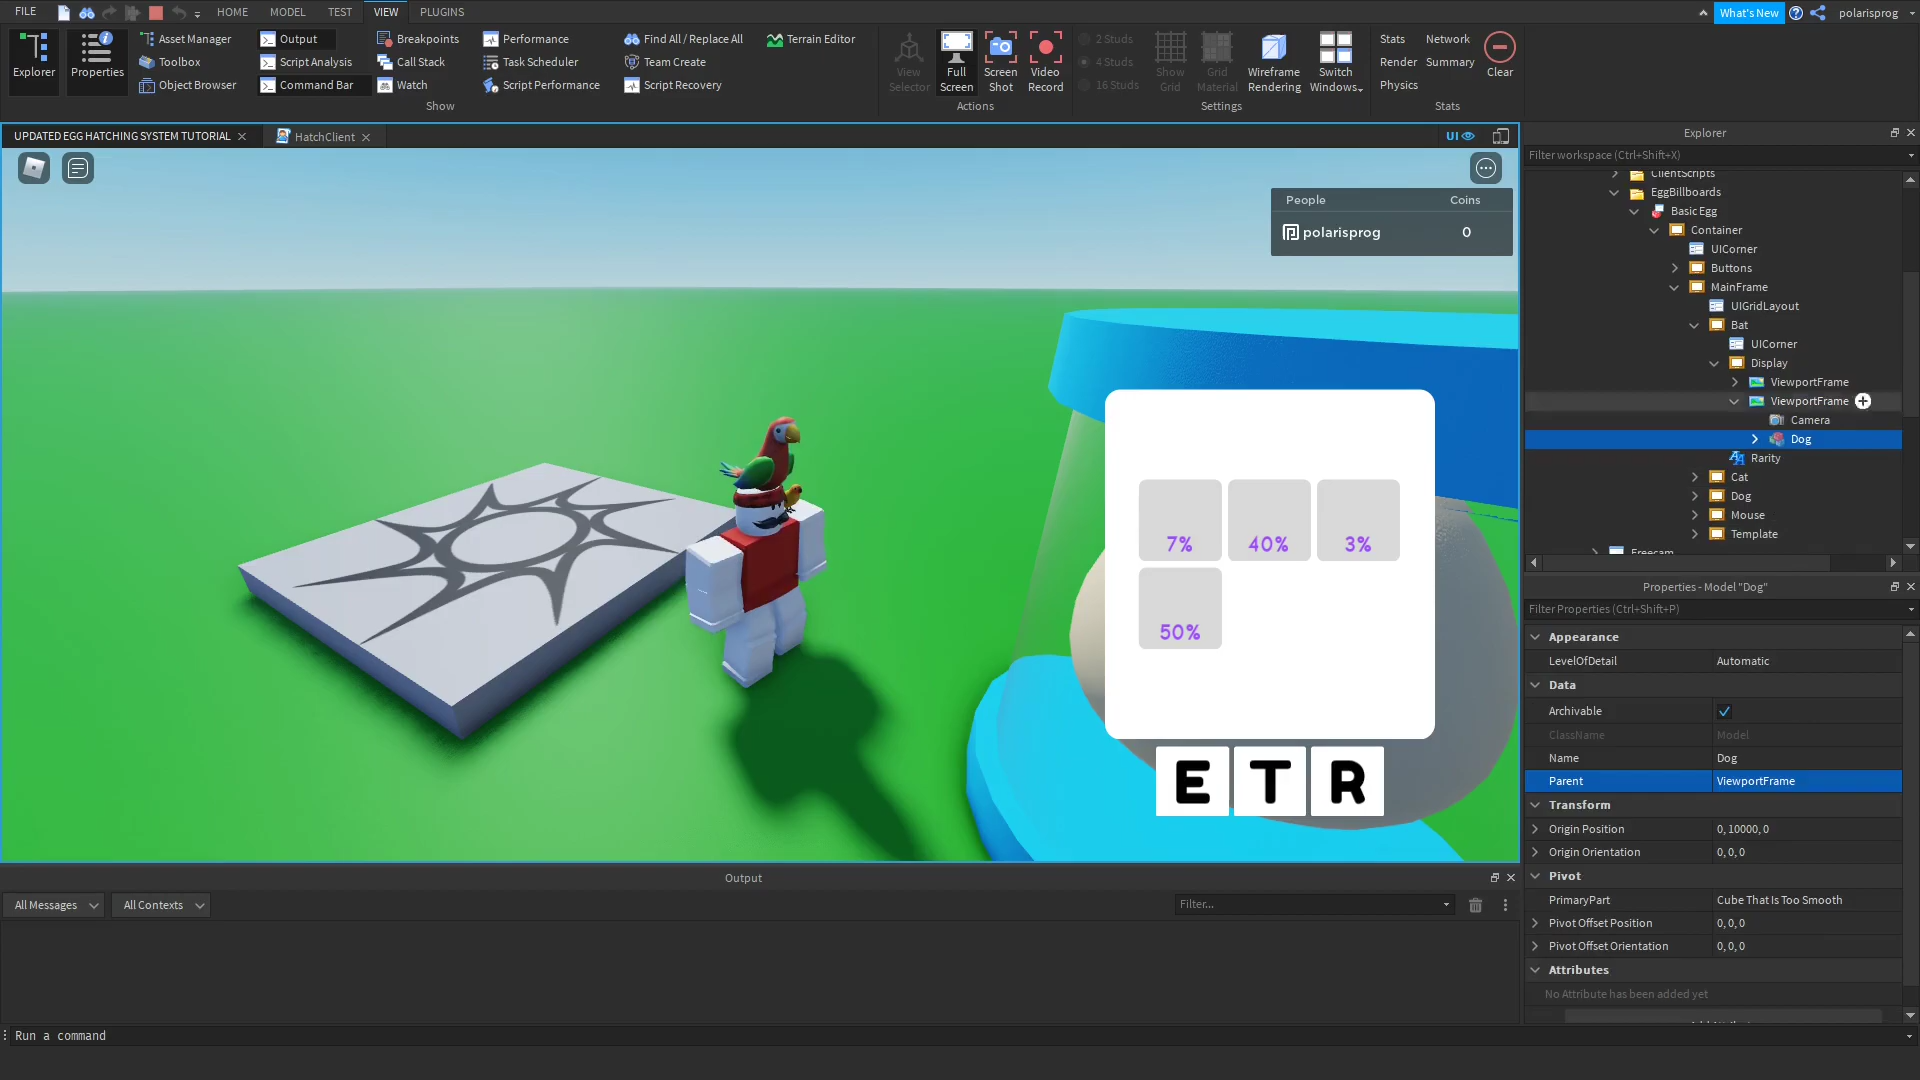 FILE
HOME
MODEL
TEST
VIEW
PLUGINS
What's New
polarisprog
Explorer
Properties
Asset Manager
Toolbox
Object Browser
Output
Script Analysis
Command Bar
Breakpoints
Call Stack
Watch
Performance
Task Scheduler
Script Performance
Find All / Replace All
Team Create
Script Recovery
Terrain Editor
Show
View
Selector
Full
Screen
Screen
Shot
Video
Record
Actions
2 Studs
4 Studs
16 Studs
Show
Grid
Grid
Material
Wireframe
Rendering
Switch
Windows
Settings
Stats
Network
Render
Summary
Physics
Clear
Stats
UPDATED EGG HATCHING SYSTEM TUTORIAL
HatchClient
UI
People
Coins
polarisprog
0
7%
40%
3%
50%
E
T
R
Explorer
Filter workspace (Ctrl+Shift+X)
ClientScripts
EggBillboards
Basic Egg
Container
UICorner
Buttons
MainFrame
UIGridLayout
Bat
UICorner
Display
ViewportFrame
ViewportFrame
Camera
Dog
Rarity
Cat
Dog
Mouse
Template
Freecam
Properties - Model "Dog"
Filter Properties (Ctrl+Shift+P)
Appearance
LevelOfDetail
Automatic
Data
Archivable
ClassName
Model
Name
Dog
Parent
ViewportFrame
Transform
Origin Position
0, 10000, 0
Origin Orientation
0, 0, 0
Pivot
PrimaryPart
Cube That Is Too Smooth
Pivot Offset Position
0, 0, 0
Pivot Offset Orientation
0, 0, 0
Attributes
No Attribute has been added yet
Output
All Messages
All Contexts
Filter...
Run a command